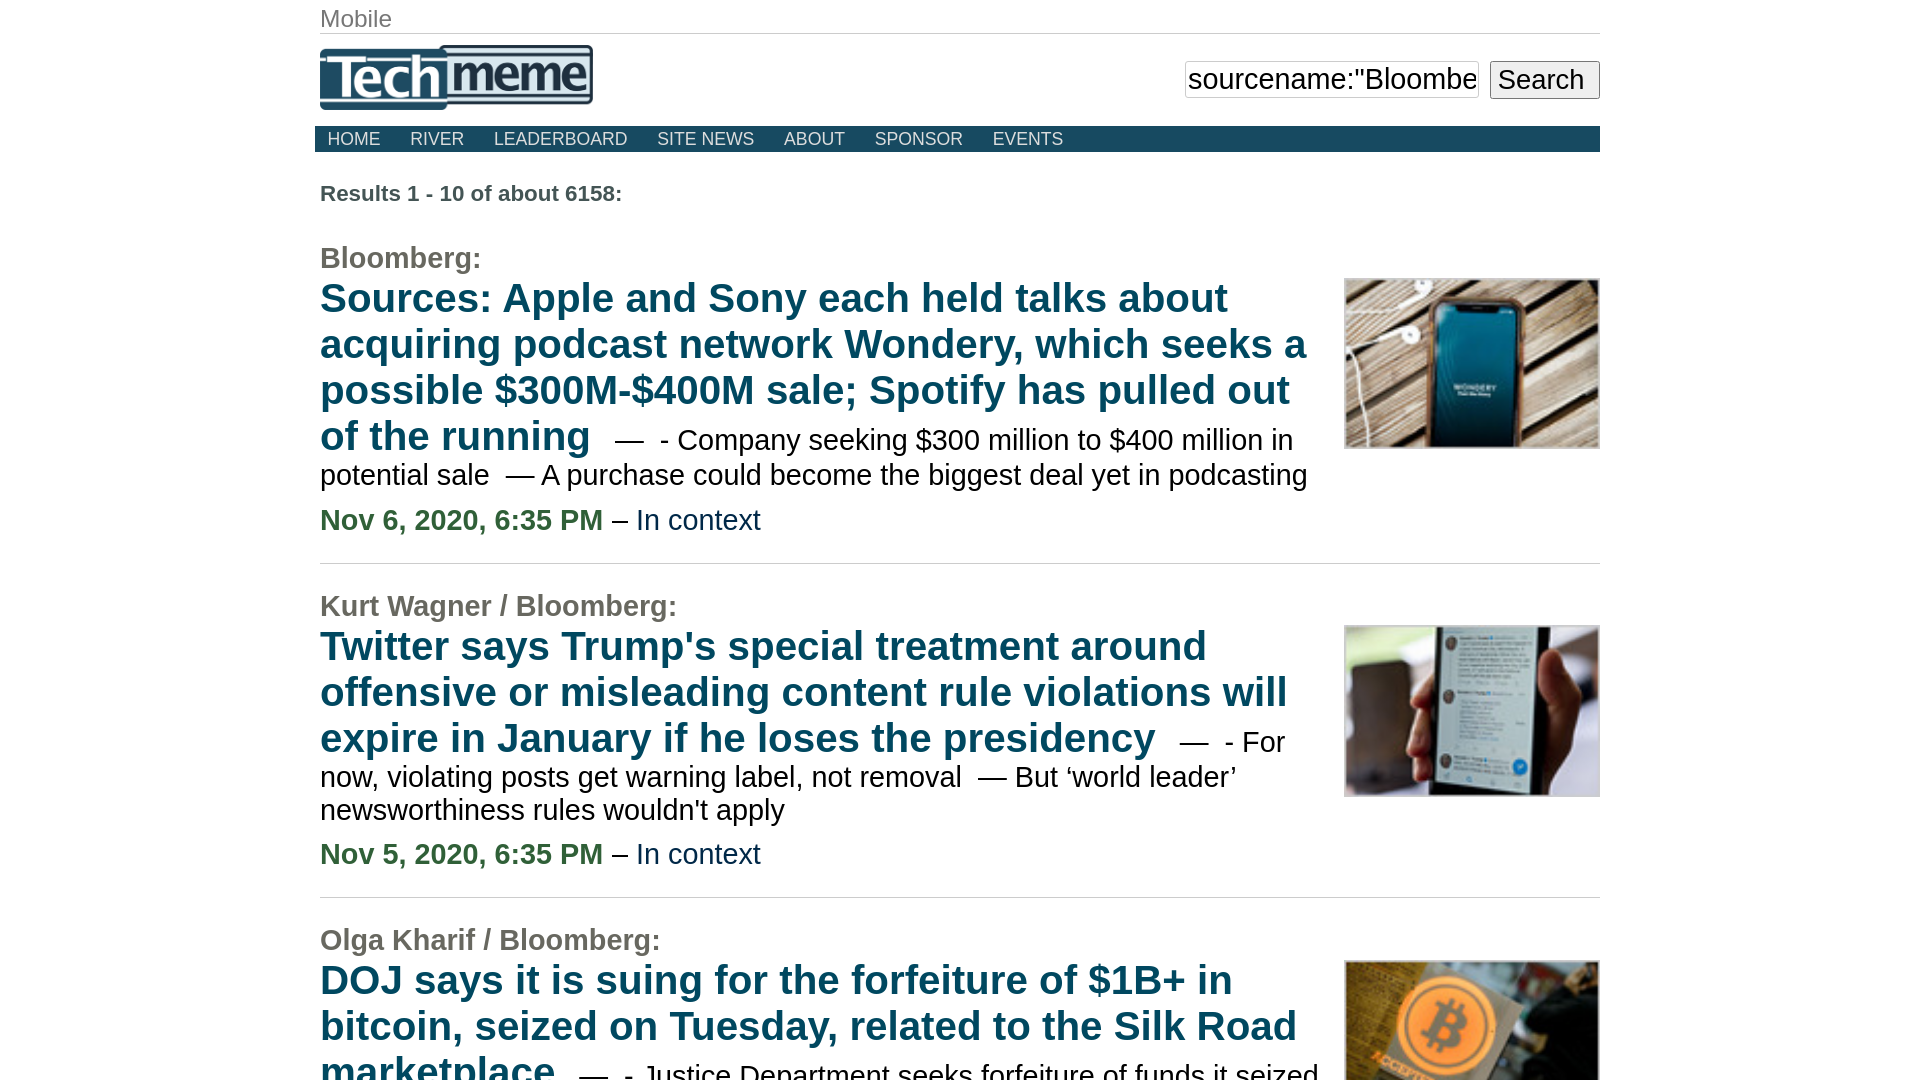 Mobile
Tech meme
sourcename:"Bloombe
Search
HOME RIVER LEADERBOARD SITE NEWS ABOUT SPONSOR EVENTS
Results 1 - 10 of about 6158:
Bloomberg:
Sources: Apple and Sony each held talks about
acquiring podcast network Wondery, which seeks a
possible $300M-$400M sale; Spotify has pulled out
of the running — - Company seeking $300 million to $400 million in
potential sale — A purchase could become the biggest deal yet in podcasting
Nov 6, 2020, 6:35 PM – In context
WONDERY
Kurt Wagner / Bloomberg:
Twitter says Trump's special treatment around
offensive or misleading content rule violations will
expire in January if he loses the presidency — - For
now, violating posts get warning label, not removal — But ‘world leader’
newsworthiness rules wouldn't apply
Nov 5, 2020, 6:35 PM – In context
Olga Kharif / Bloomberg:
DOJ says it is suing for the forfeiture of $1B+ in
bitcoin, seized on Tuesday, related to the Silk Road
marketplace — - Justice Department seeks forfeiture of funds it seized